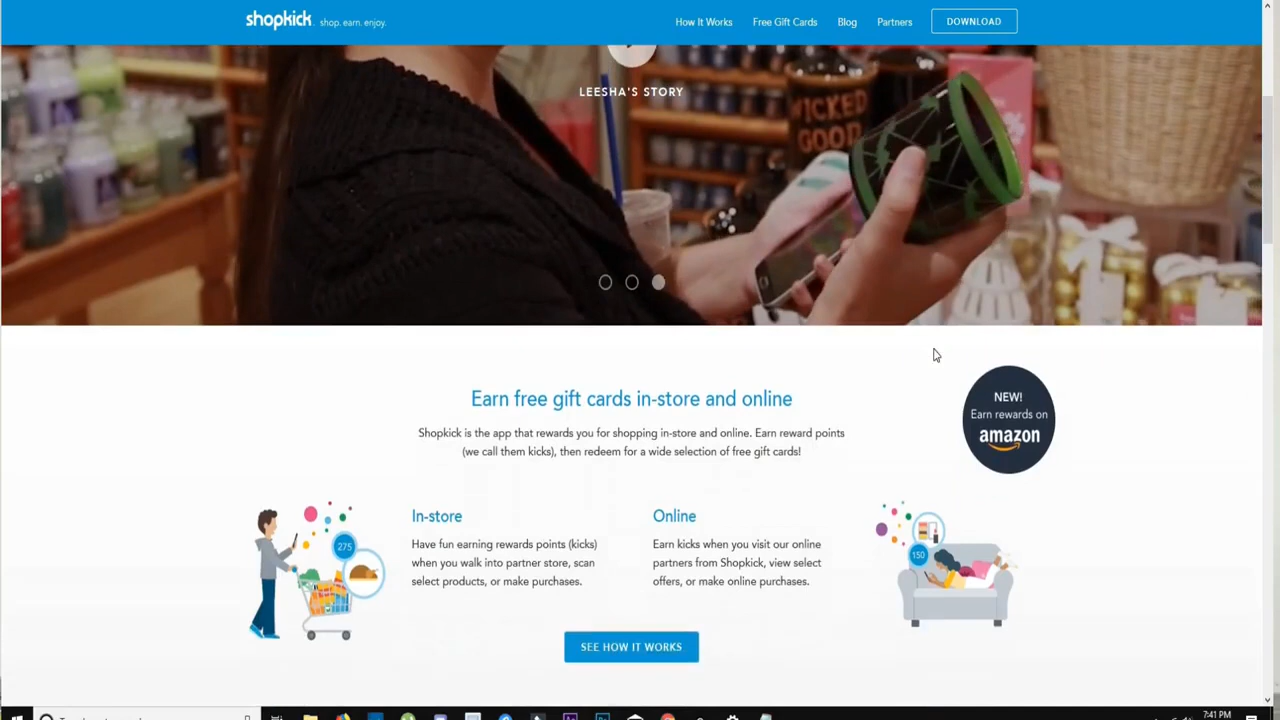 shopkick. shop. earn. enjoy.
How It Works Free Gift Cards Blog Partners DOWNLOAD
LEESHA'S STORY
WICKED
GOOD
Earn free gift cards in-store and online
NEW!
Earn rewards on
amazon
Shopkick is the app that rewards you for shopping in-store and online. Earn reward points
(we call them kicks), then redeem for a wide selection of free gift cards!
In-store
Have fun earning rewards points (kicks)
when you walk into partner store, scan
select products, or make purchases.
275
Online
Earn kicks when you visit our online
partners from Shopkick, view select
offers, or make online purchases.
150
SEE HOW IT WORKS
7:41 PM